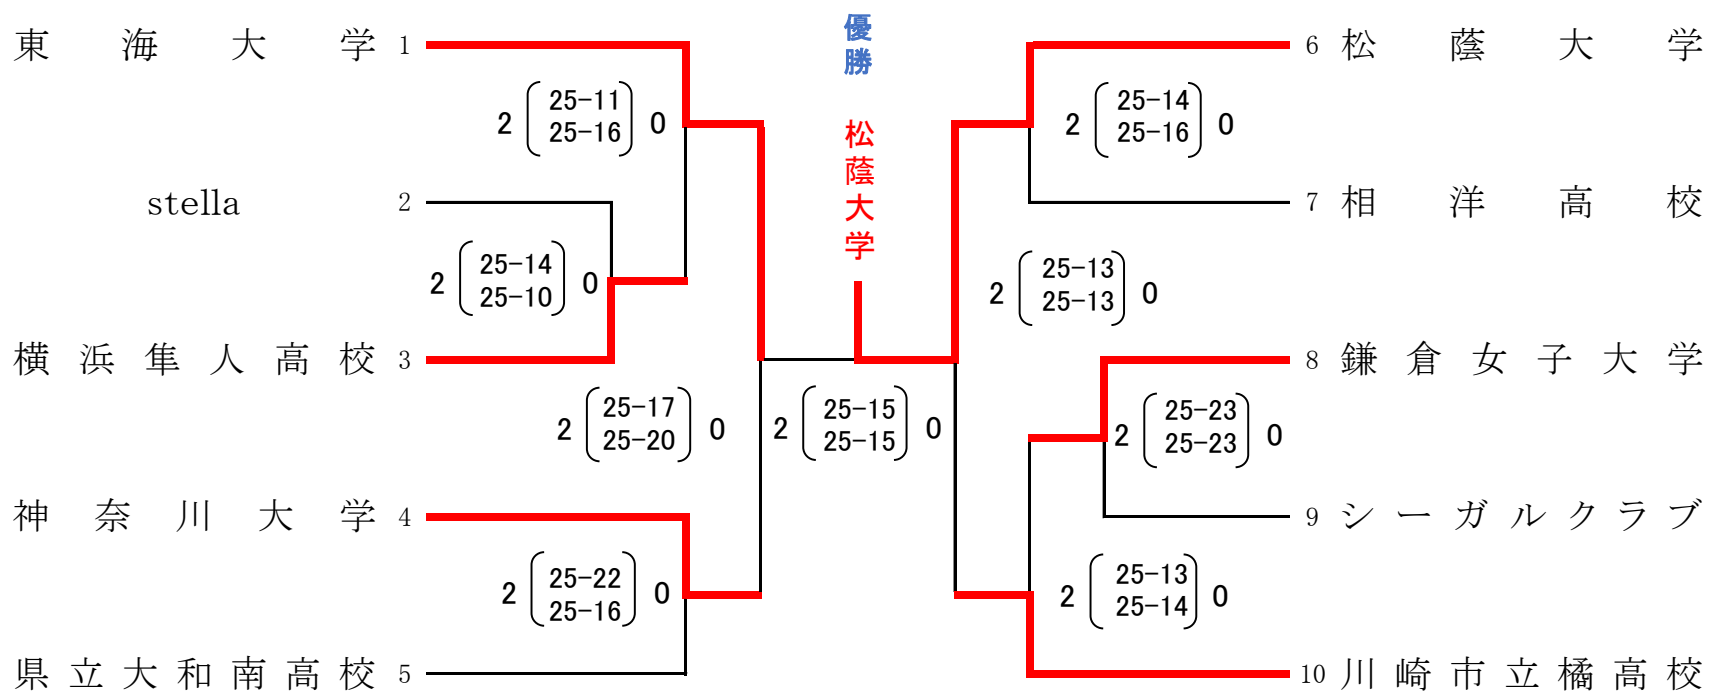 優勝
松蔭大学
東海大学 1
25-11
2 0
25-16
stella 2
25-14
2 0
25-10
横浜隼人高校 3
25-17
2 0
25-20
神奈川大学 4
25-22
2 0
25-16
県立大和南高校 5
25-15
2 0
25-15
6 松蔭大学
25-14
2 0
25-16
7 相洋高校
25-13
2 0
25-13
8 鎌倉女子大学
25-23
2 0
25-23
9 シーガルクラブ
25-13
2 0
25-14
10 川崎市立橘高校